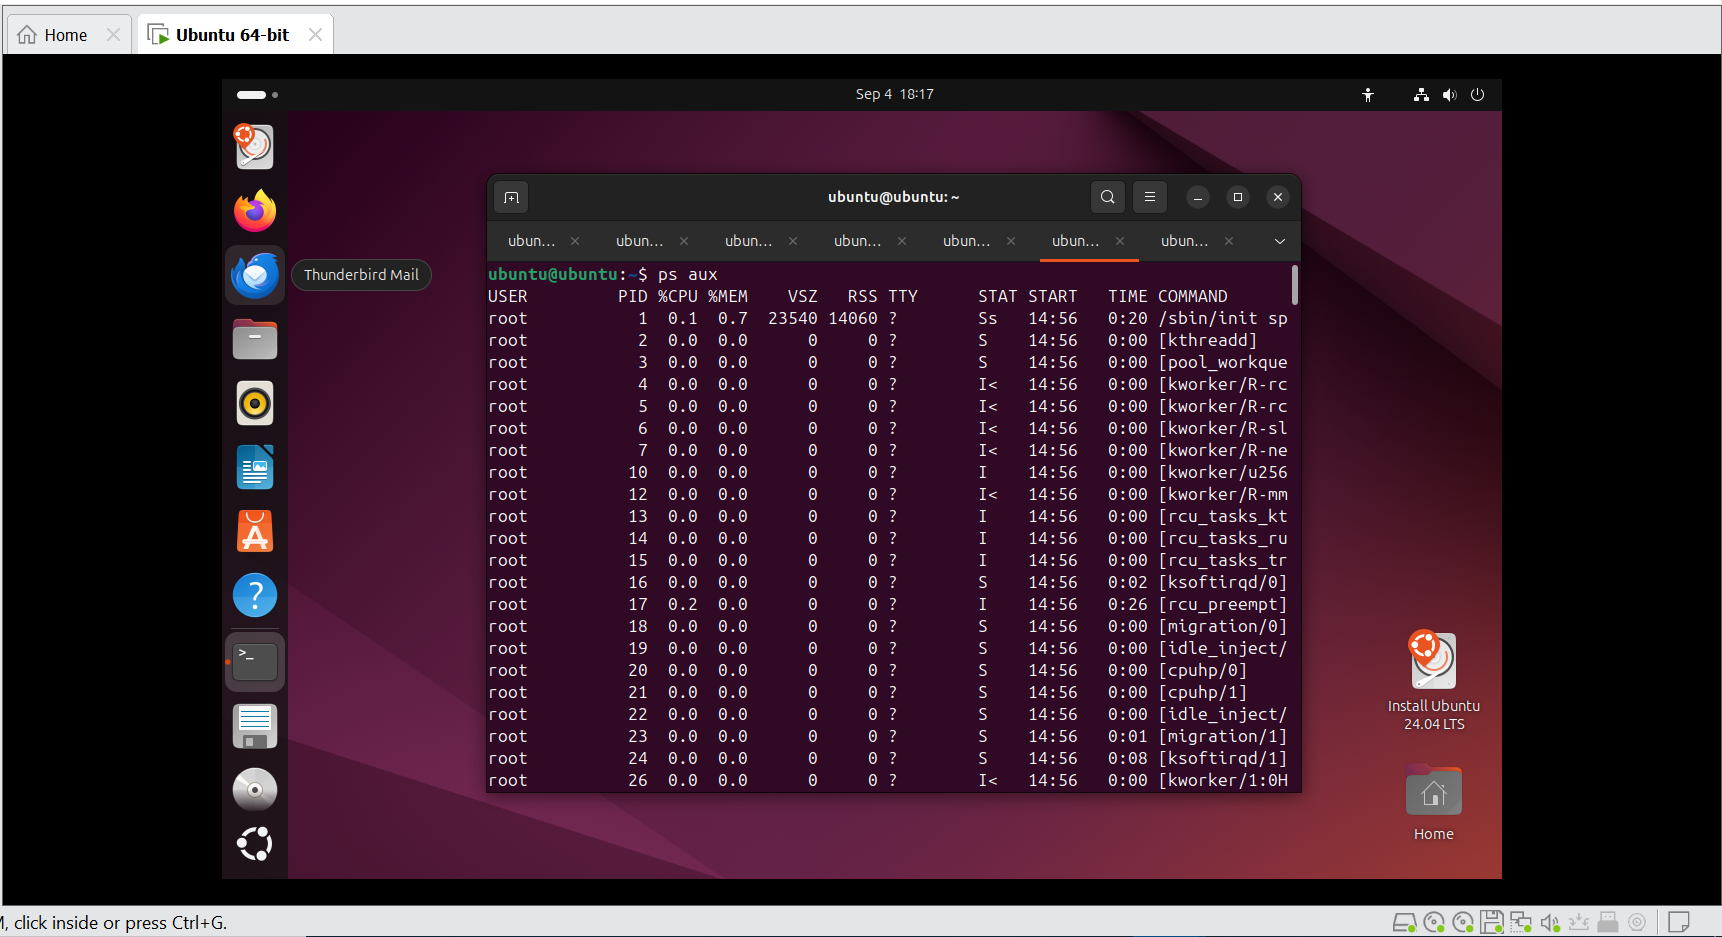 Home
Ubuntu 64-bit
Sep 4 18:17
ubuntu@ubuntu: ~
ubun… ubun… ubun… ubun… ubun… ubun… ubun…
Thunderbird Mail
ubuntu@ubuntu:~$ ps aux
USER PID %CPU %MEM VSZ RSS TTY STAT START TIME COMMAND
root 1 0.1 0.7 23540 14060 ? Ss 14:56 0:20 /sbin/init sp
root 2 0.0 0.0 0 0 ? S 14:56 0:00 [kthreadd]
root 3 0.0 0.0 0 0 ? S 14:56 0:00 [pool_workque
root 4 0.0 0.0 0 0 ? I< 14:56 0:00 [kworker/R-rc
root 5 0.0 0.0 0 0 ? I< 14:56 0:00 [kworker/R-rc
root 6 0.0 0.0 0 0 ? I< 14:56 0:00 [kworker/R-sl
root 7 0.0 0.0 0 0 ? I< 14:56 0:00 [kworker/R-ne
root 10 0.0 0.0 0 0 ? I 14:56 0:00 [kworker/u256
root 12 0.0 0.0 0 0 ? I< 14:56 0:00 [kworker/R-mm
root 13 0.0 0.0 0 0 ? I 14:56 0:00 [rcu_tasks_kt
root 14 0.0 0.0 0 0 ? I 14:56 0:00 [rcu_tasks_ru
root 15 0.0 0.0 0 0 ? I 14:56 0:00 [rcu_tasks_tr
root 16 0.0 0.0 0 0 ? S 14:56 0:02 [ksoftirqd/0]
root 17 0.2 0.0 0 0 ? I 14:56 0:26 [rcu_preempt]
root 18 0.0 0.0 0 0 ? S 14:56 0:00 [migration/0]
root 19 0.0 0.0 0 0 ? S 14:56 0:00 [idle_inject/
root 20 0.0 0.0 0 0 ? S 14:56 0:00 [cpuhp/0]
root 21 0.0 0.0 0 0 ? S 14:56 0:00 [cpuhp/1]
root 22 0.0 0.0 0 0 ? S 14:56 0:00 [idle_inject/
root 23 0.0 0.0 0 0 ? S 14:56 0:01 [migration/1]
root 24 0.0 0.0 0 0 ? S 14:56 0:08 [ksoftirqd/1]
root 26 0.0 0.0 0 0 ? I< 14:56 0:00 [kworker/1:0H
Install Ubuntu
24.04 LTS
Home
M, click inside or press Ctrl+G.